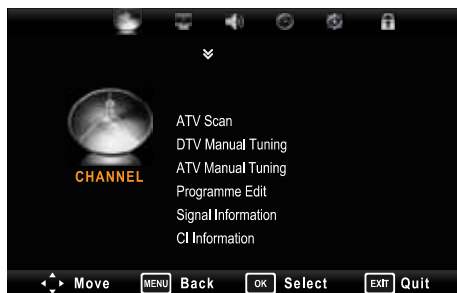 ATV Scan
DTV Manual Tuning
ATV Manual Tuning
CHANNEL
Programme Edit
Signal Information
CI Information
Move MENU Back OK Select EXIT Quit